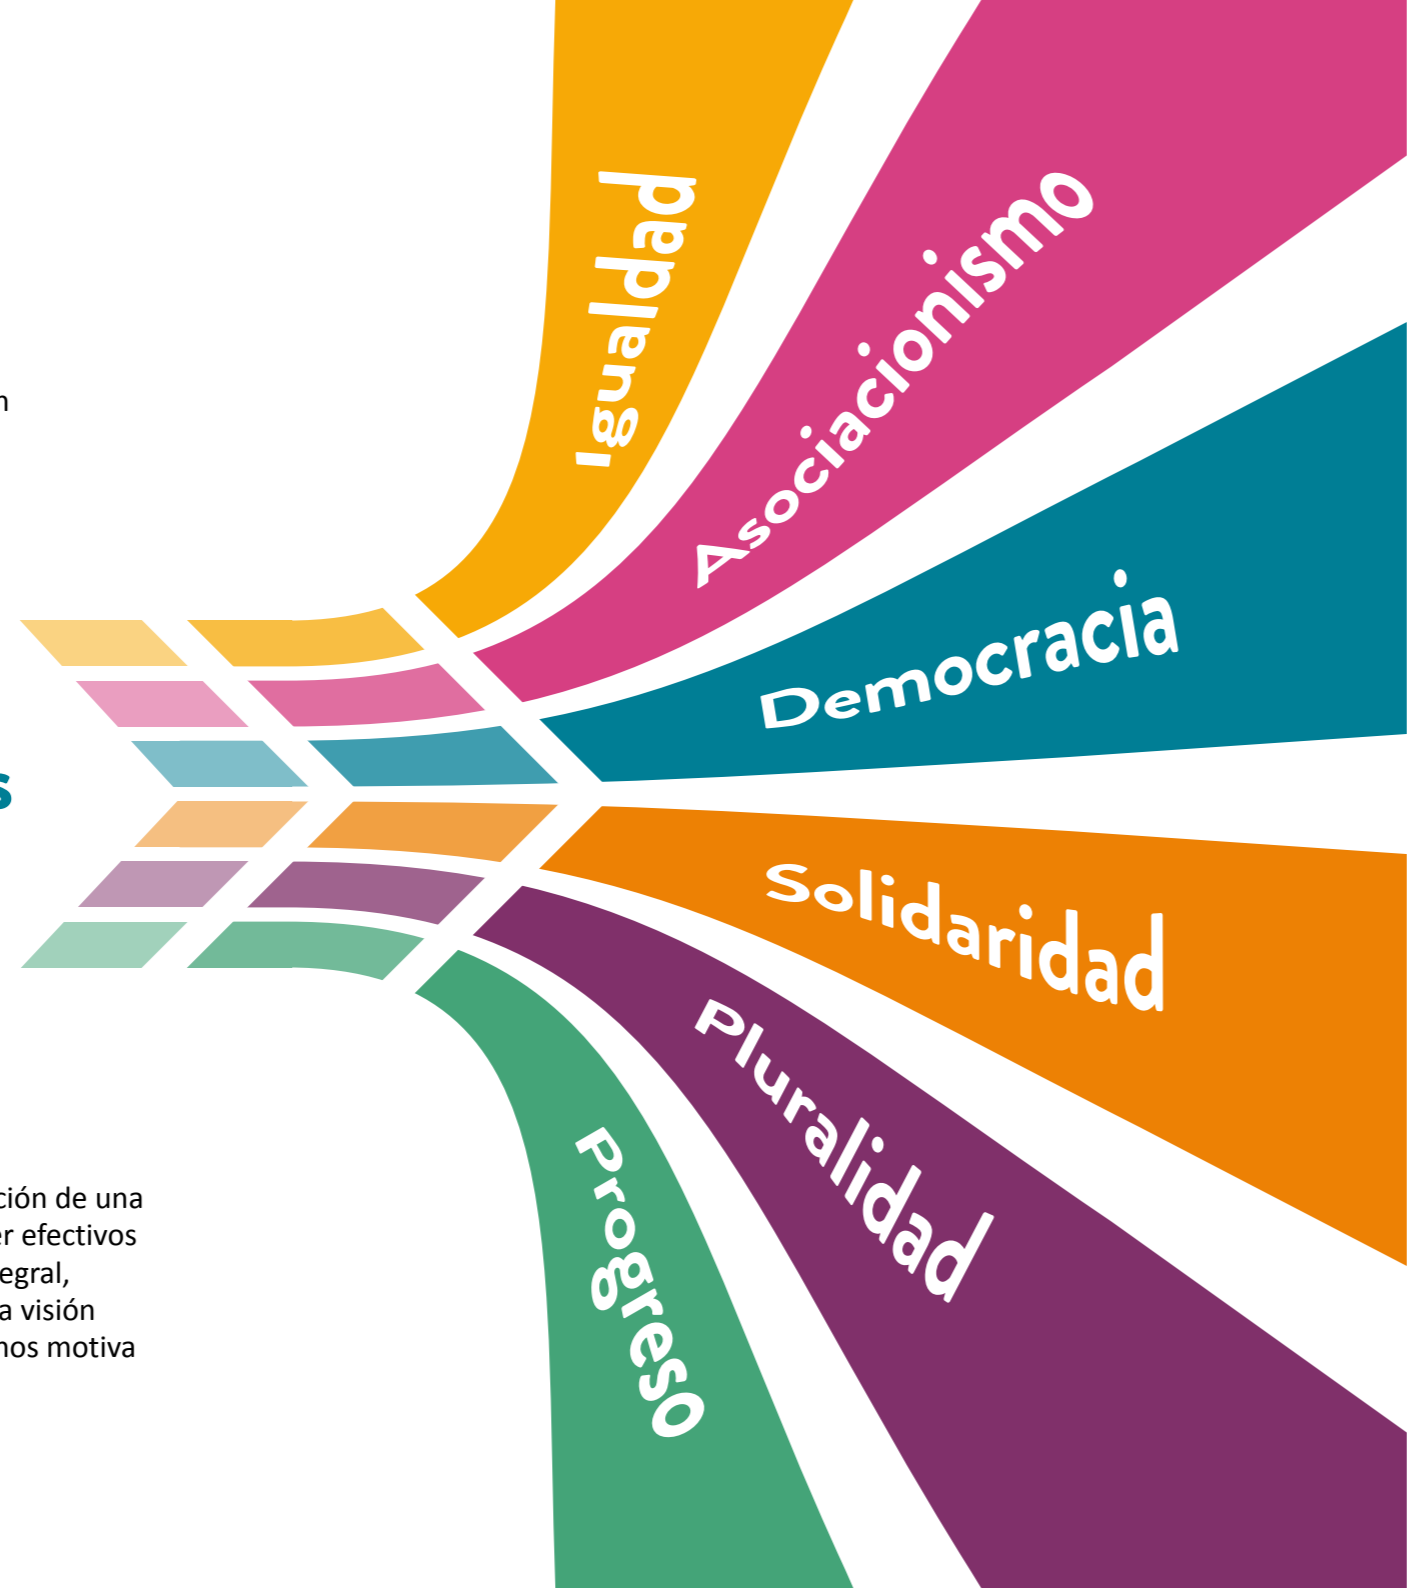 n
s
ción de una
er efectivos
egral,
a visión
nos motiva
Igualdad
Asociacionismo
Democracia
Solidaridad
Pluralidad
Progreso